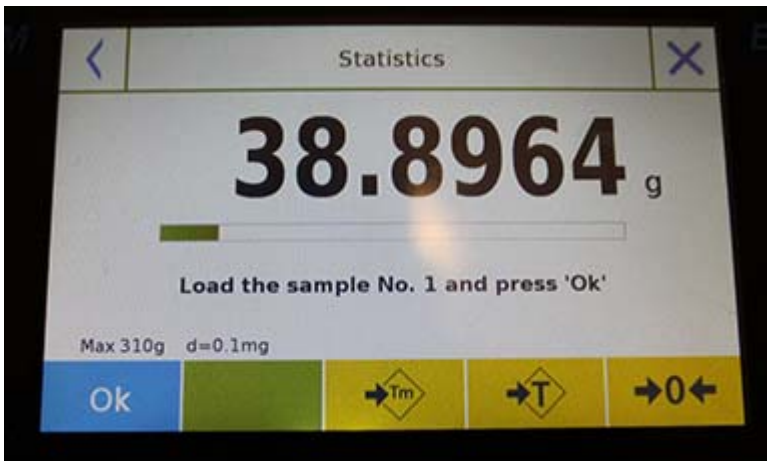 Statistics
38.8964 g
Load the sample No. 1 and press 'Ok'
Max 310g d=0.1mg
Ok Tm T 0